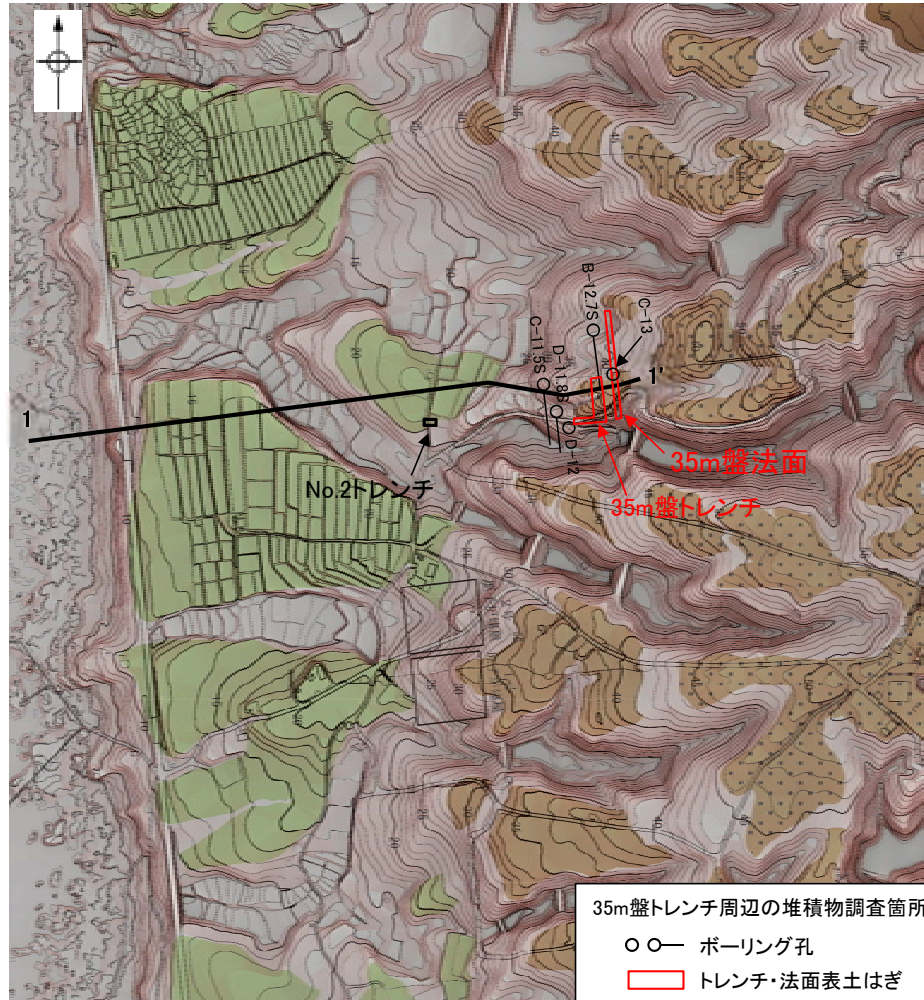 B-12.7S
C-13
C-11.5S
D-11.8S
D-12
1
1'
35m盤法面
35m盤トレンチ
No.2トレンチ
35m盤トレンチ周辺の堆積物調査箇所
ボーリング孔
トレンチ・法面表土はぎ